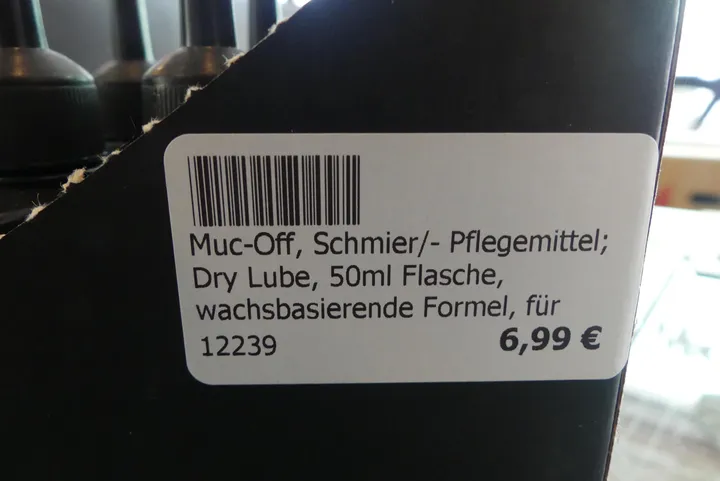 Muc-Off, Schmier/- Pflegemittel;
Dry Lube, 50ml Flasche,
wachsbasierende Formel, für
12239 6,99 €